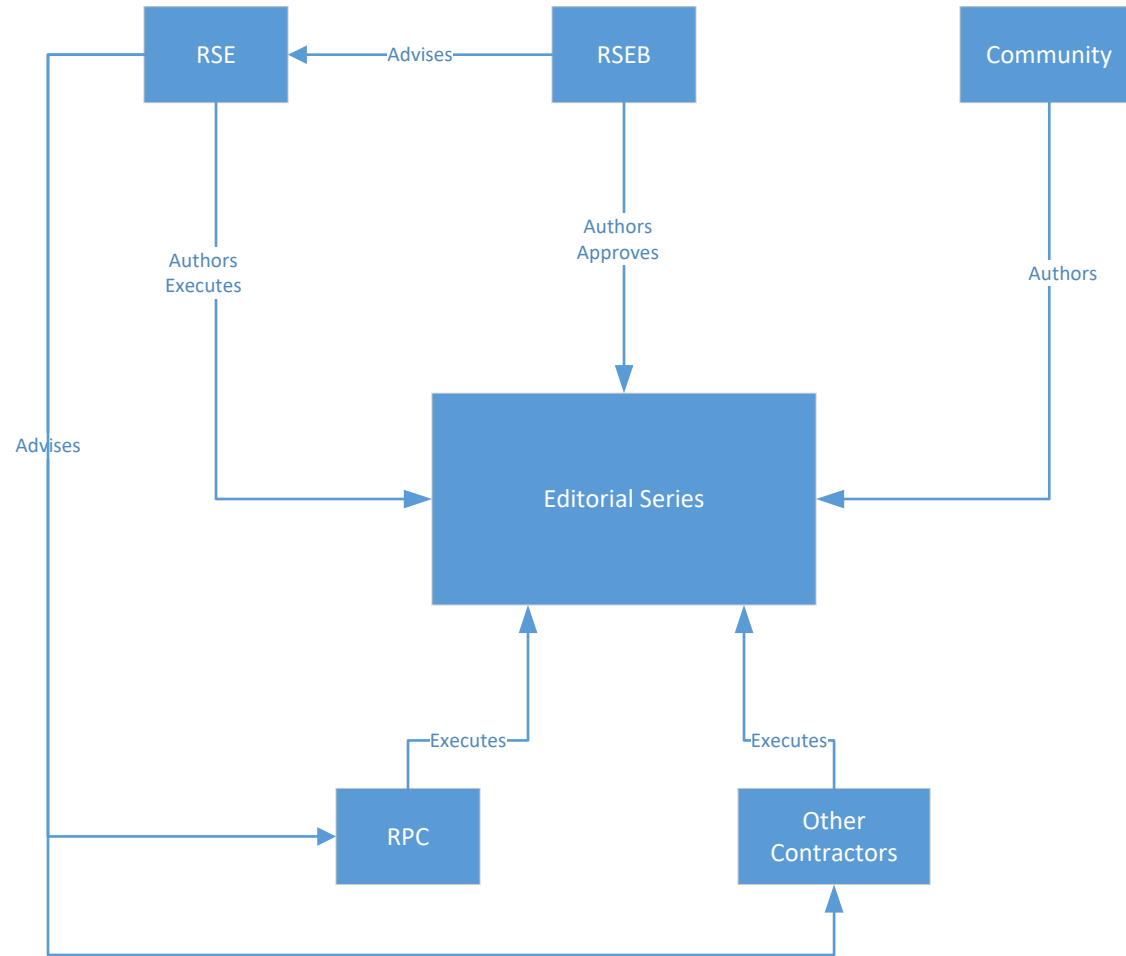 RSE
Advises
RSEB
Community
Authors
Executes
Authors
Approves
Authors
Advises
Editorial Series
Executes
Executes
RPC
Other
Contractors